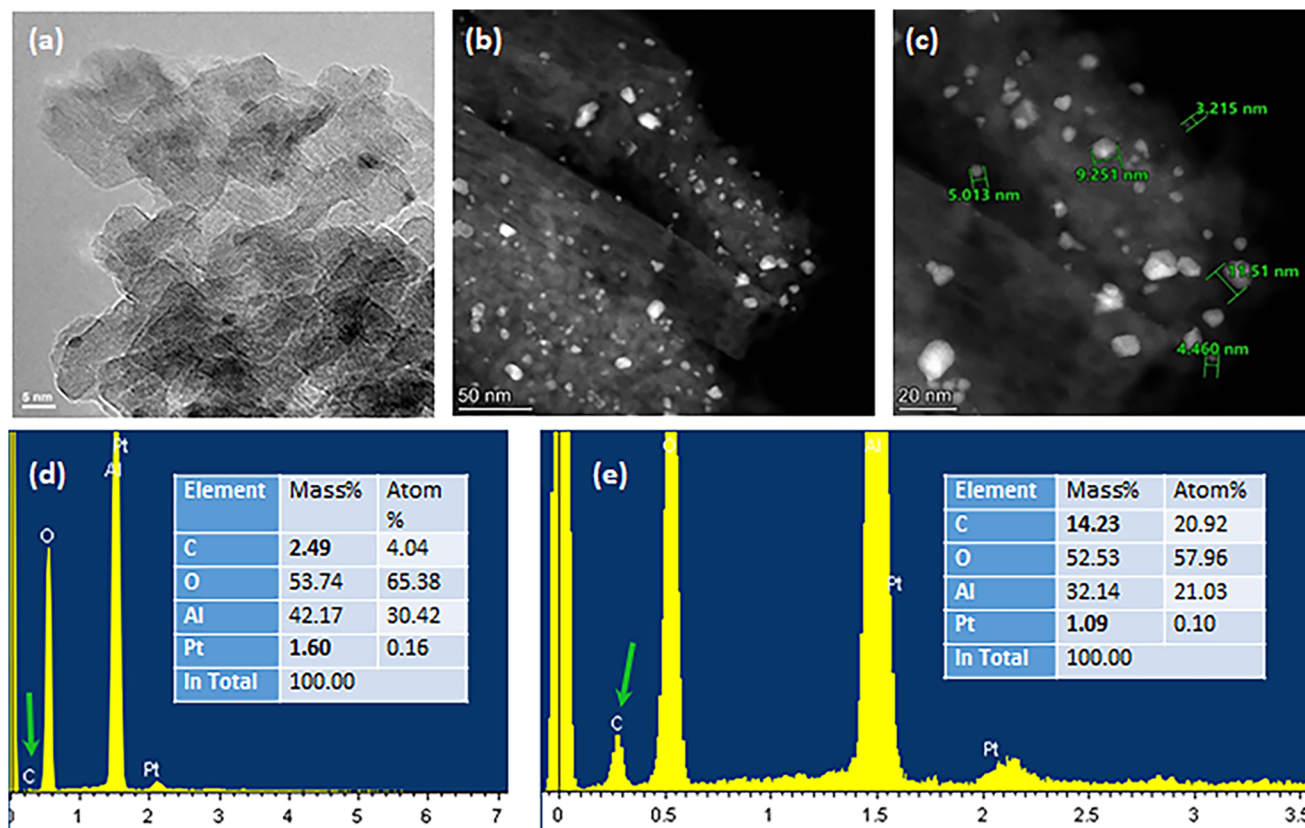 (a)
5 nm
(b)
50 nm
(c)
3.215 nm
9.251 nm
5.013 nm
11.51 nm
4.460 nm
20 nm
(d)
Pt
Al
O
C
Pt
Element Mass% Atom
%
C 2.49 4.04
O 53.74 65.38
Al 42.17 30.42
Pt 1.60 0.16
In Total 100.00
0 1 2 3 4 5 6 7
(e)
O
Al
Pt
C
Pt
Element Mass% Atom%
C 14.23 20.92
O 52.53 57.96
Al 32.14 21.03
Pt 1.09 0.10
In Total 100.00
0 0.5 1 1.5 2 2.5 3 3.5